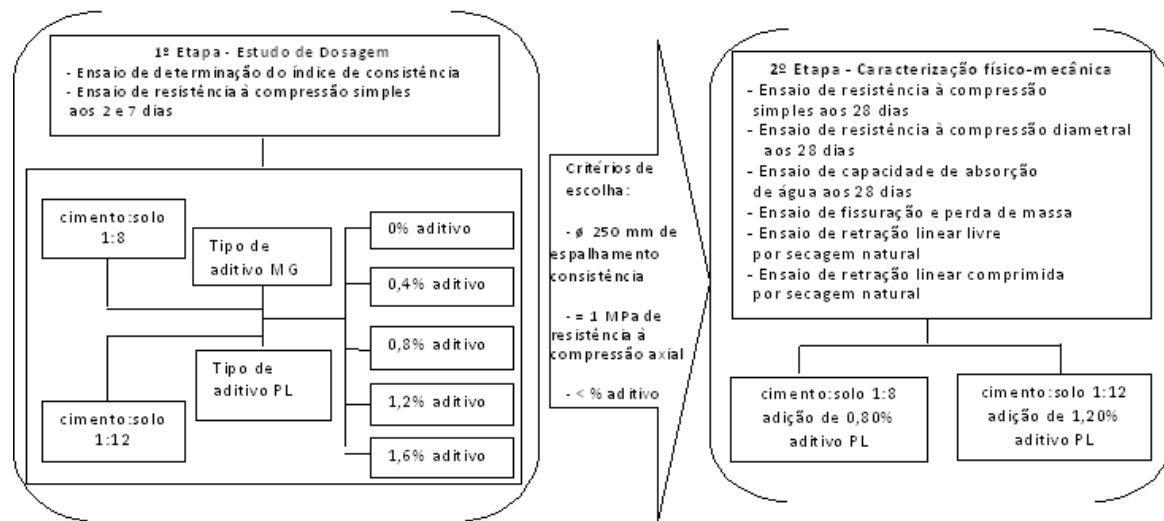 1º Etapa - Estudo de Dosagem
- Ensaio de determinação do índice de consistência
- Ensaio de resistência à compressão simples
aos 2 e 7 dias
cimento:solo
1:8
Tipo de
aditivo MG
cimento:solo
1:12
Tipo de
aditivo PL
0% aditivo
0,4% aditivo
0,8% aditivo
1,2% aditivo
1,6% aditivo
Critérios de
escolha:
- ø 250 mm de
espalhamento
consistência
- = 1 MPa de
resistência à
compressão axial
- < % aditivo
2º Etapa - Caracterização físico-mecânica
- Ensaio de resistência à compressão
simples aos 28 dias
- Ensaio de resistência à compressão diametral
aos 28 dias
- Ensaio de capacidade de absorção
de água aos 28 dias
- Ensaio de fissuração e perda de massa
- Ensaio de retração linear livre
por secagem natural
- Ensaio de retração linear comprimida
por secagem natural
cimento:solo 1:8
adição de 0,80%
aditivo PL
cimento:solo 1:12
adição de 1,20%
aditivo PL